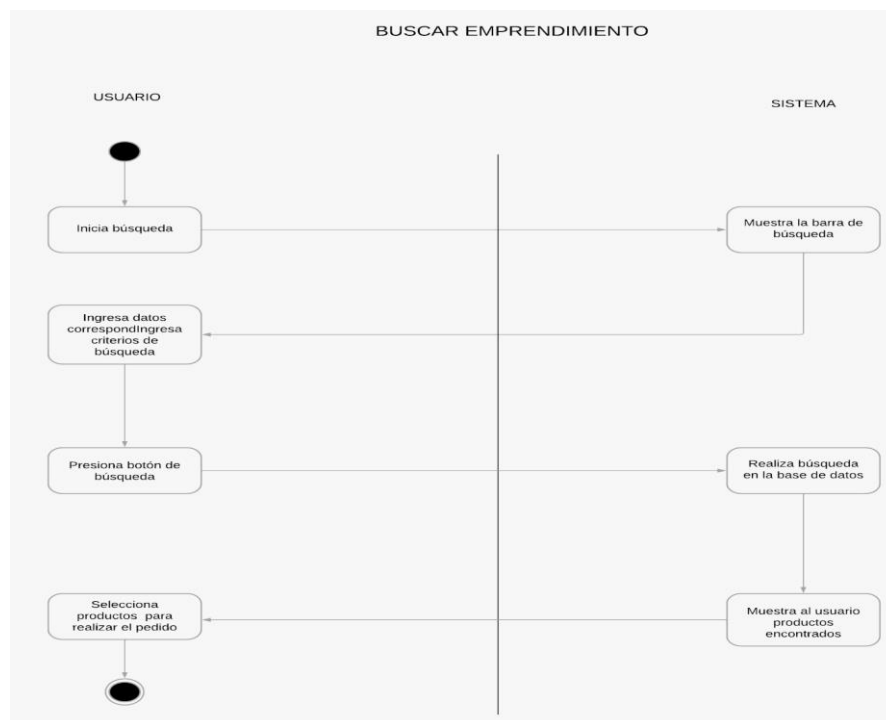 BUSCAR EMPRENDIMIENTO
USUARIO
SISTEMA
Inicia búsqueda
Muestra la barra de
búsqueda
Ingresa datos
correspondIngresa
criterios de
búsqueda
Presiona botón de
búsqueda
Realiza búsqueda
en la base de datos
Selecciona
productos para
realizar el pedido
Muestra al usuario
productos
encontrados